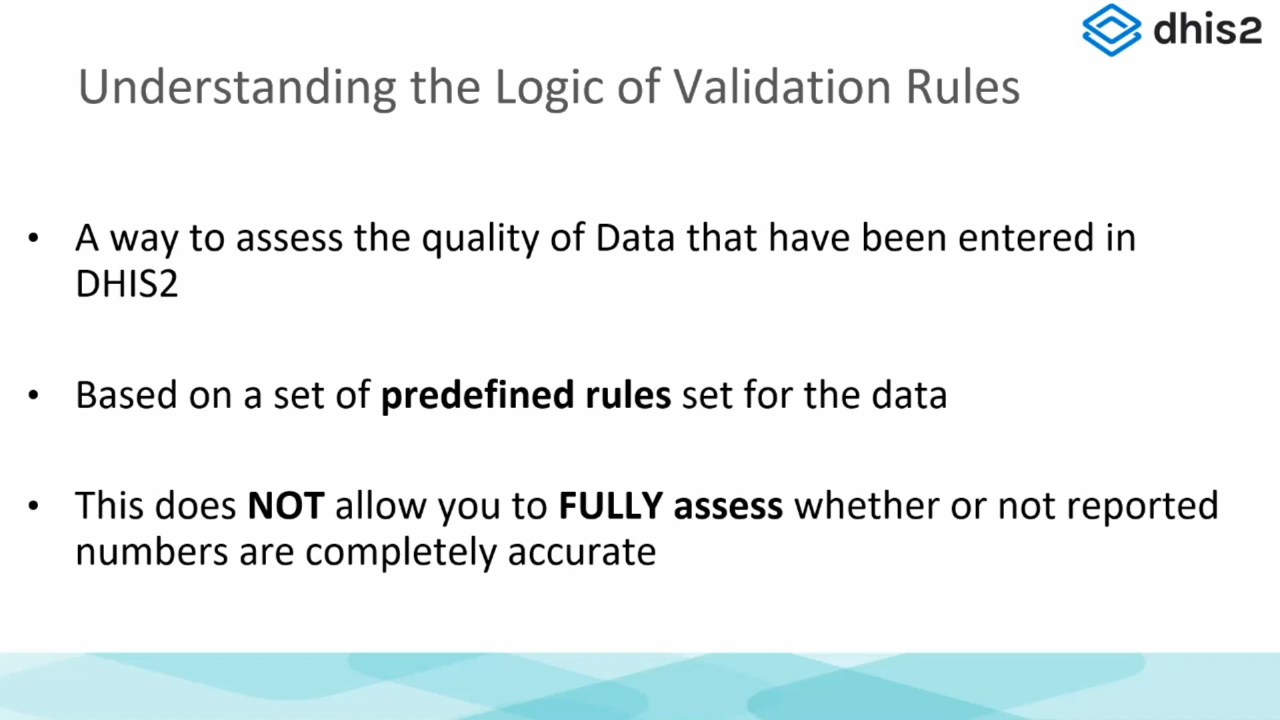 dhis2
Understanding the Logic of Validation Rules
• A way to assess the quality of Data that have been entered in
DHIS2
• Based on a set of predefined rules set for the data
• This does NOT allow you to FULLY assess whether or not reported
numbers are completely accurate